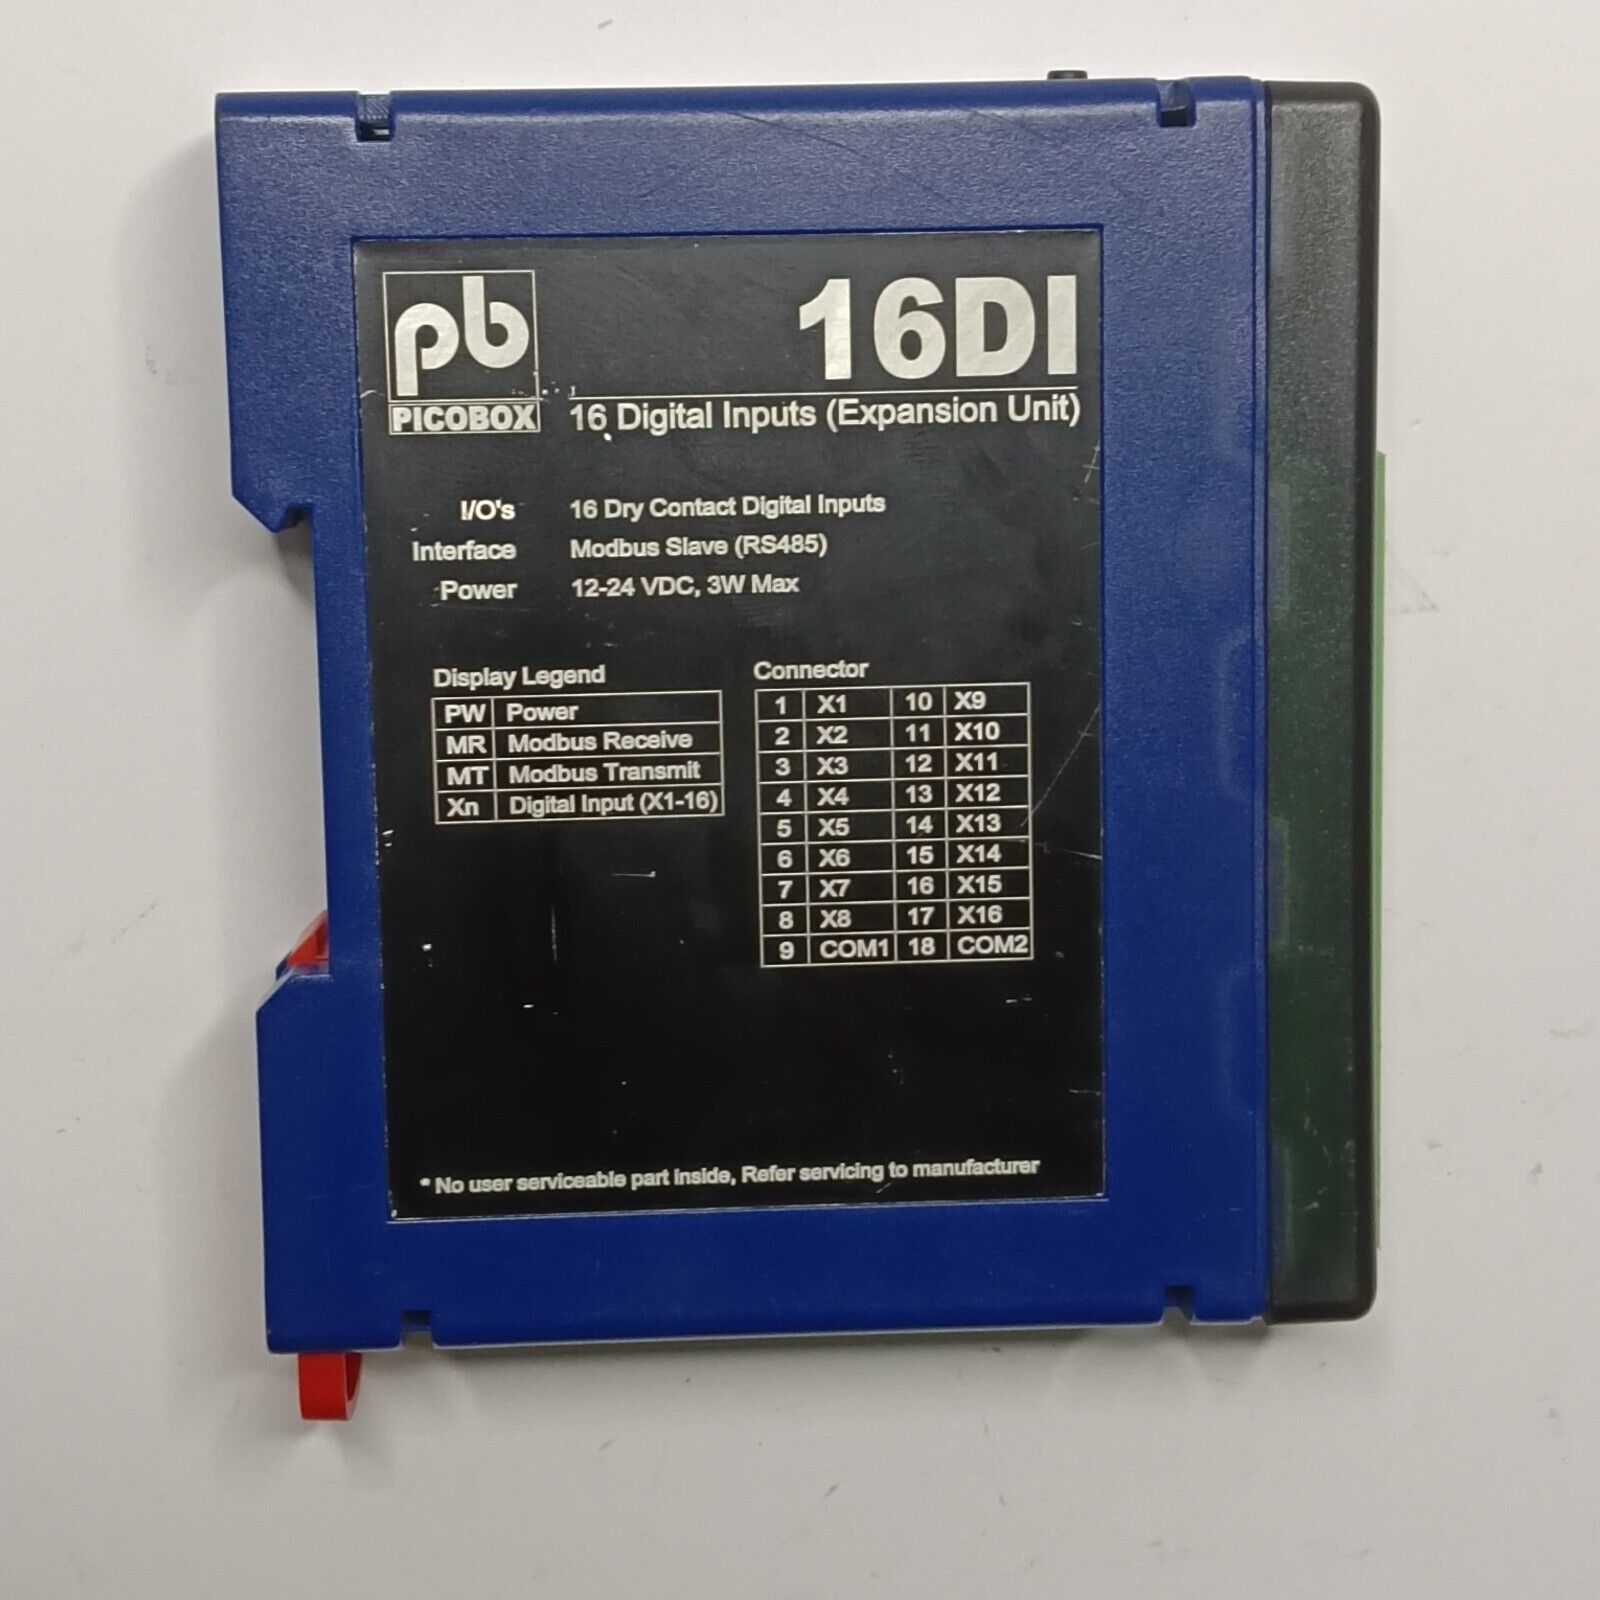 pb
PICOBOX
16DI
16 Digital Inputs (Expansion Unit)
I/O's 16 Dry Contact Digital Inputs
Interface Modbus Slave (RS485)
Power 12-24 VDC, 3W Max
Display Legend
PW Power
MR Modbus Receive
MT Modbus Transmit
Xn Digital Input (X1-16)
Connector
1 X1 10 X9
2 X2 11 X10
3 X3 12 X11
4 X4 13 X12
5 X5 14 X13
6 X6 15 X14
7 X7 16 X15
8 X8 17 X16
9 COM1 18 COM2
* No user serviceable part inside, Refer servicing to manufacturer